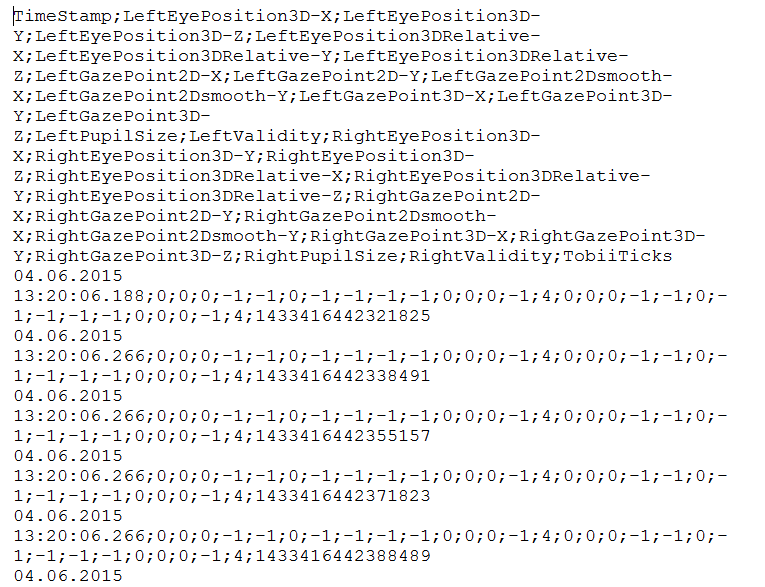 TimeStamp;LeftEyePosition3D-X;LeftEyePosition3D-
Y;LeftEyePosition3D-Z;LeftEyePosition3DRelative-
X;LeftEyePosition3DRelative-Y;LeftEyePosition3DRelative-
Z;LeftGazePoint2D-X;LeftGazePoint2D-Y;LeftGazePoint2Dsmooth-
X;LeftGazePoint2Dsmooth-Y;LeftGazePoint3D-X;LeftGazePoint3D-
Y;LeftGazePoint3D-
Z;LeftPupilSize;LeftValidity;RightEyePosition3D-
X;RightEyePosition3D-Y;RightEyePosition3D-
Z;RightEyePosition3DRelative-X;RightEyePosition3DRelative-
Y;RightEyePosition3DRelative-Z;RightGazePoint2D-
X;RightGazePoint2D-Y;RightGazePoint2Dsmooth-
X;RightGazePoint2Dsmooth-Y;RightGazePoint3D-X;RightGazePoint3D-
Y;RightGazePoint3D-Z;RightPupilSize;RightValidity;TobiiTicks
04.06.2015
13:20:06.188;0;0;0;-1;-1;0;-1;-1;-1;-1;0;0;0;-1;4;0;0;0;-1;-1;0;-
1;-1;-1;-1;0;0;0;-1;4;1433416442321825
04.06.2015
13:20:06.266;0;0;0;-1;-1;0;-1;-1;-1;-1;0;0;0;-1;4;0;0;0;-1;-1;0;-
1;-1;-1;-1;0;0;0;-1;4;1433416442338491
04.06.2015
13:20:06.266;0;0;0;-1;-1;0;-1;-1;-1;-1;0;0;0;-1;4;0;0;0;-1;-1;0;-
1;-1;-1;-1;0;0;0;-1;4;1433416442355157
04.06.2015
13:20:06.266;0;0;0;-1;-1;0;-1;-1;-1;-1;0;0;0;-1;4;0;0;0;-1;-1;0;-
1;-1;-1;-1;0;0;0;-1;4;1433416442371823
04.06.2015
13:20:06.266;0;0;0;-1;-1;0;-1;-1;-1;-1;0;0;0;-1;4;0;0;0;-1;-1;0;-
1;-1;-1;-1;0;0;0;-1;4;1433416442388489
04.06.2015